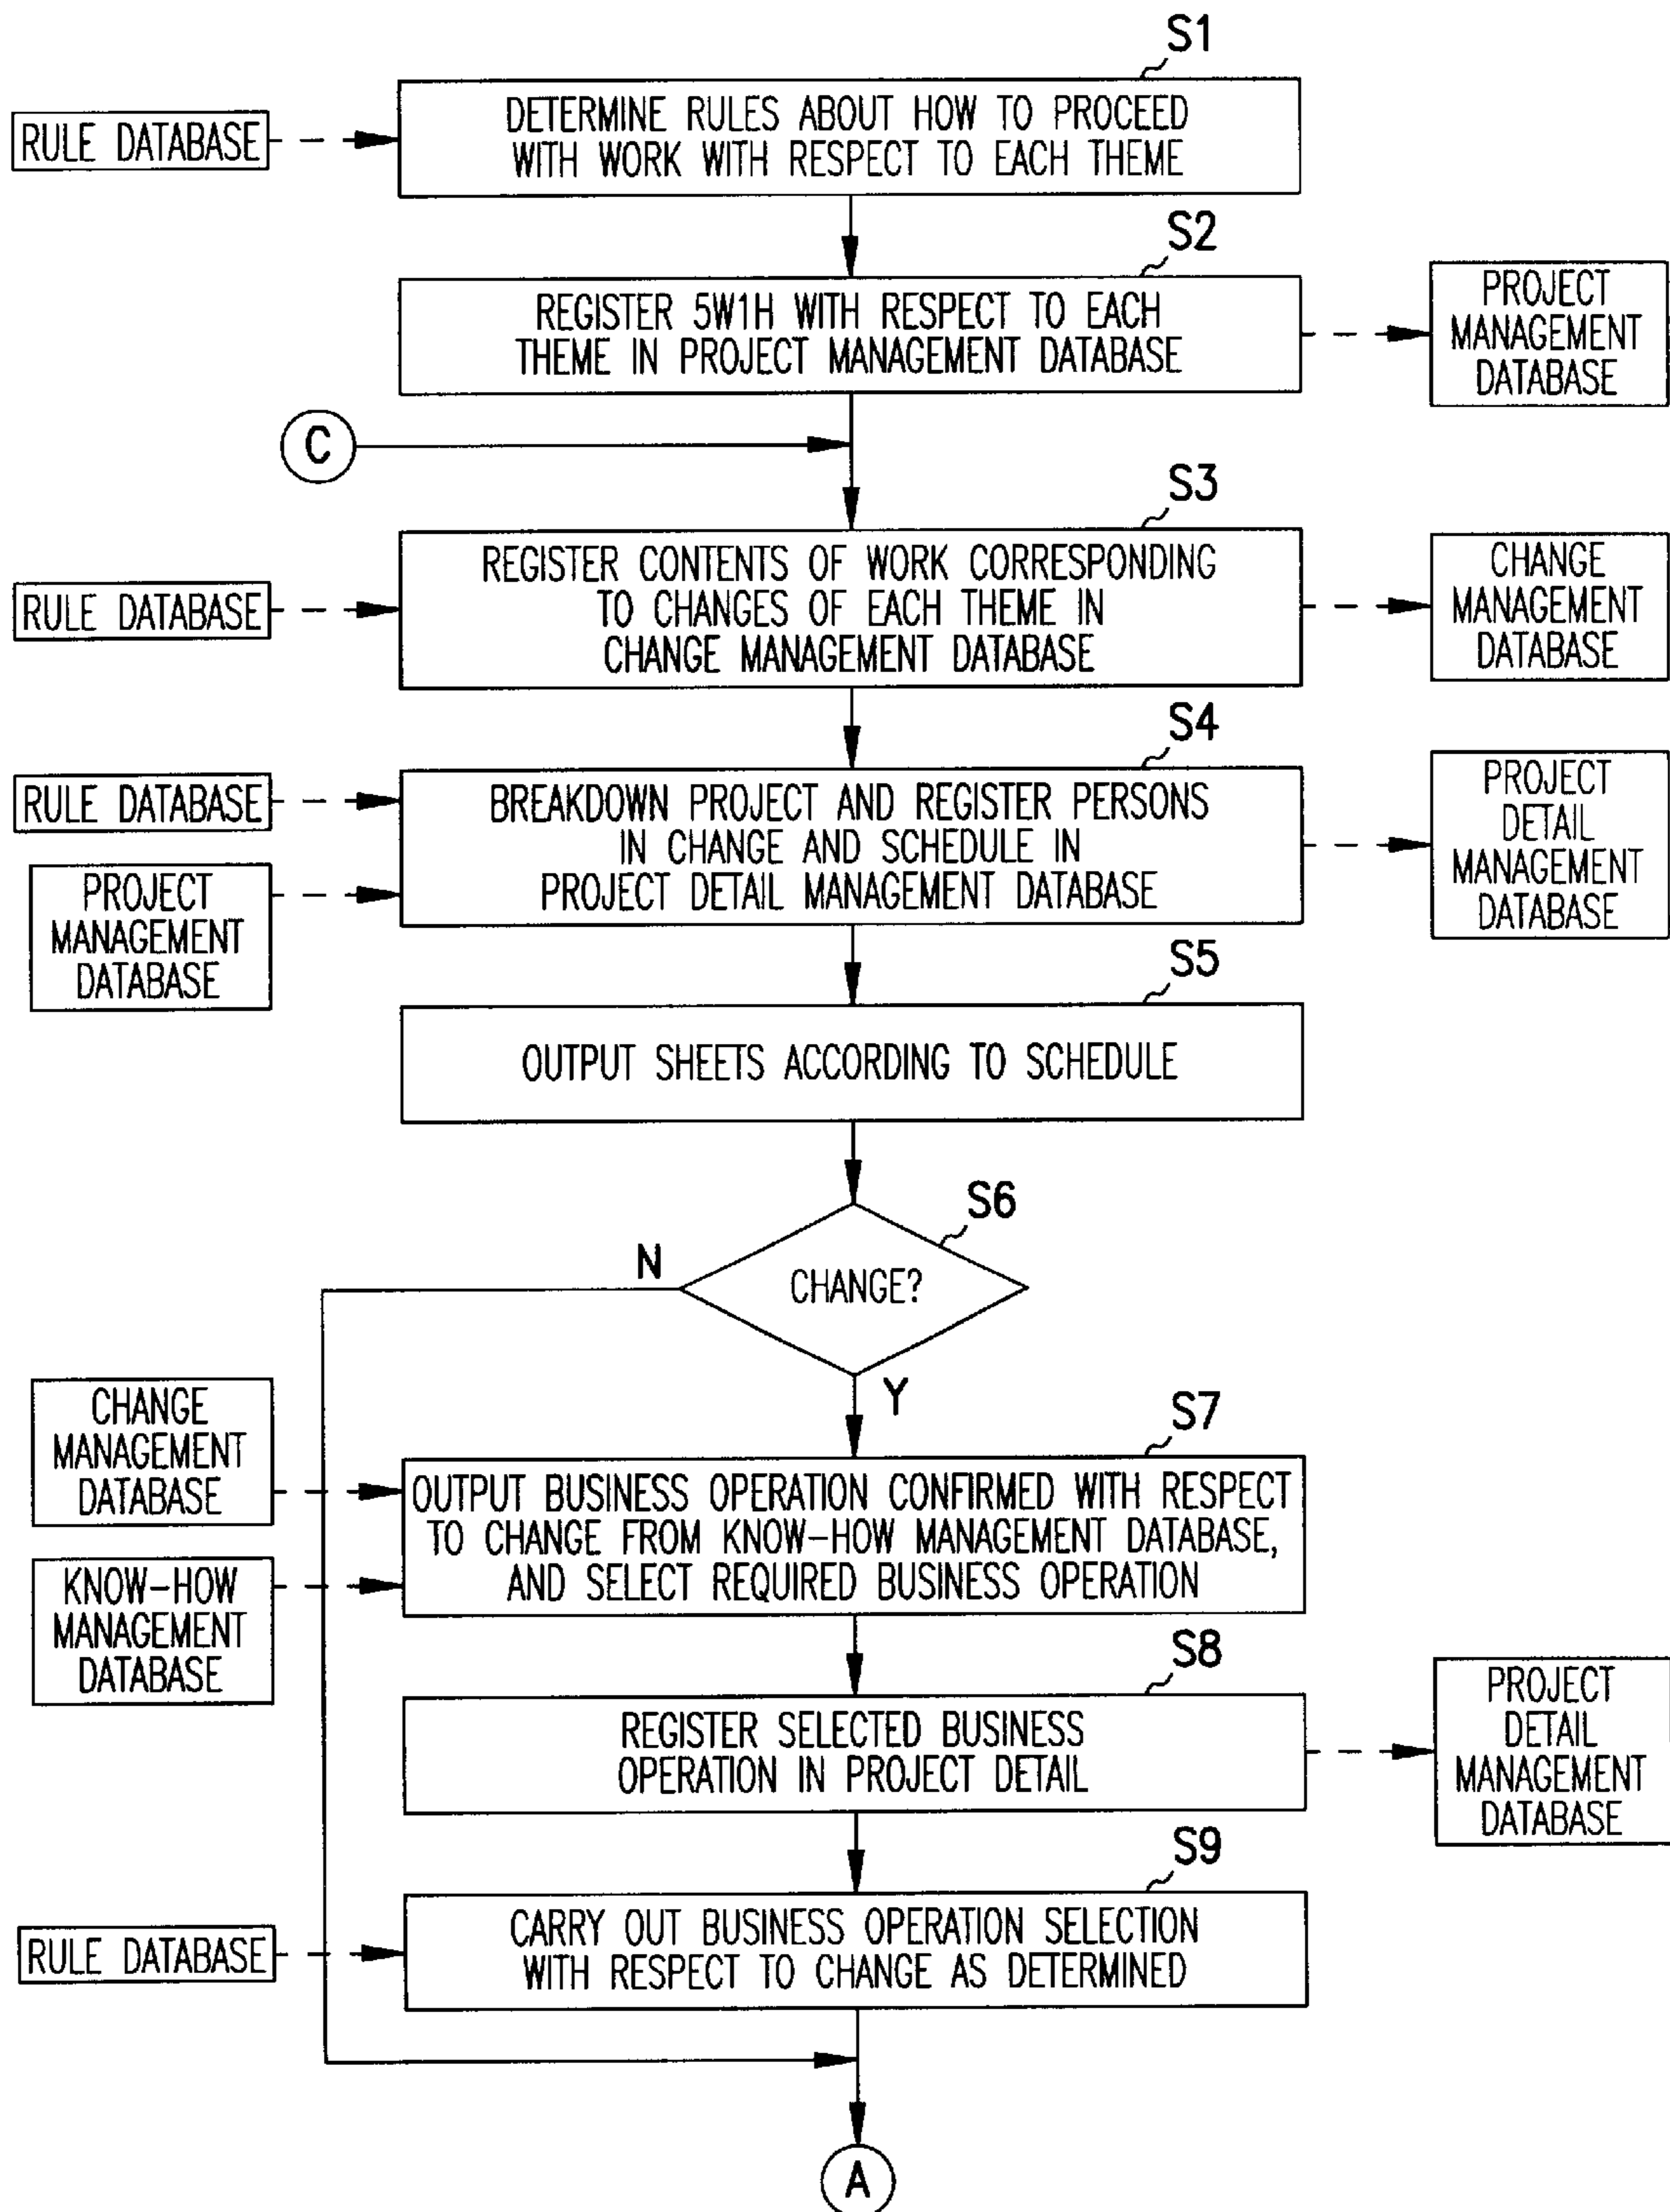 S1
RULE DATABASE
DETERMINE RULES ABOUT HOW TO PROCEED
WITH WORK WITH RESPECT TO EACH THEME
S2
REGISTER 5W1H WITH RESPECT TO EACH
THEME IN PROJECT MANAGEMENT DATABASE
PROJECT
MANAGEMENT
DATABASE
C
S3
RULE DATABASE
REGISTER CONTENTS OF WORK CORRESPONDING
TO CHANGES OF EACH THEME IN
CHANGE MANAGEMENT DATABASE
CHANGE
MANAGEMENT
DATABASE
S4
RULE DATABASE
PROJECT
MANAGEMENT
DATABASE
BREAKDOWN PROJECT AND REGISTER PERSONS
IN CHANGE AND SCHEDULE IN
PROJECT DETAIL MANAGEMENT DATABASE
PROJECT
DETAIL
MANAGEMENT
DATABASE
S5
OUTPUT SHEETS ACCORDING TO SCHEDULE
S6
N
CHANGE?
Y
CHANGE
MANAGEMENT
DATABASE
KNOW-HOW
MANAGEMENT
DATABASE
S7
OUTPUT BUSINESS OPERATION CONFIRMED WITH RESPECT
TO CHANGE FROM KNOW-HOW MANAGEMENT DATABASE,
AND SELECT REQUIRED BUSINESS OPERATION
S8
REGISTER SELECTED BUSINESS
OPERATION IN PROJECT DETAIL
PROJECT
DETAIL
MANAGEMENT
DATABASE
S9
RULE DATABASE
CARRY OUT BUSINESS OPERATION SELECTION
WITH RESPECT TO CHANGE AS DETERMINED
A